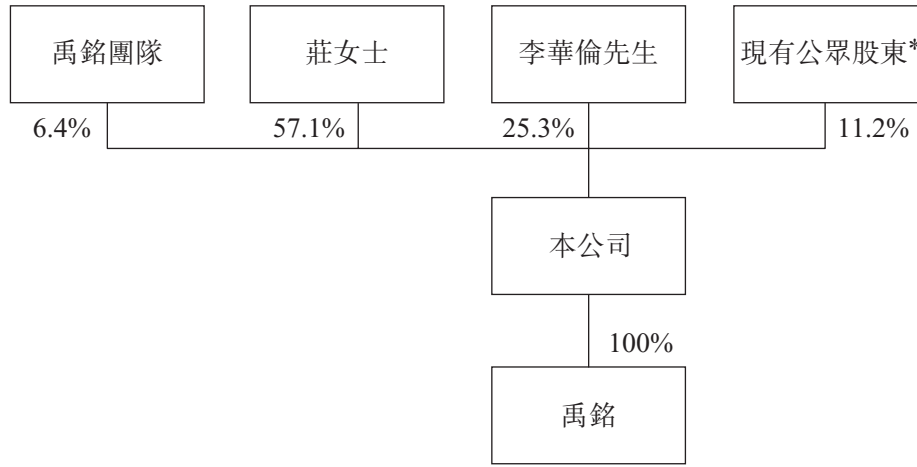 禹銘團隊
莊女士
李華倫先生
現有公眾股東*
6.4%
57.1%
25.3%
11.2%
本公司
100%
禹銘